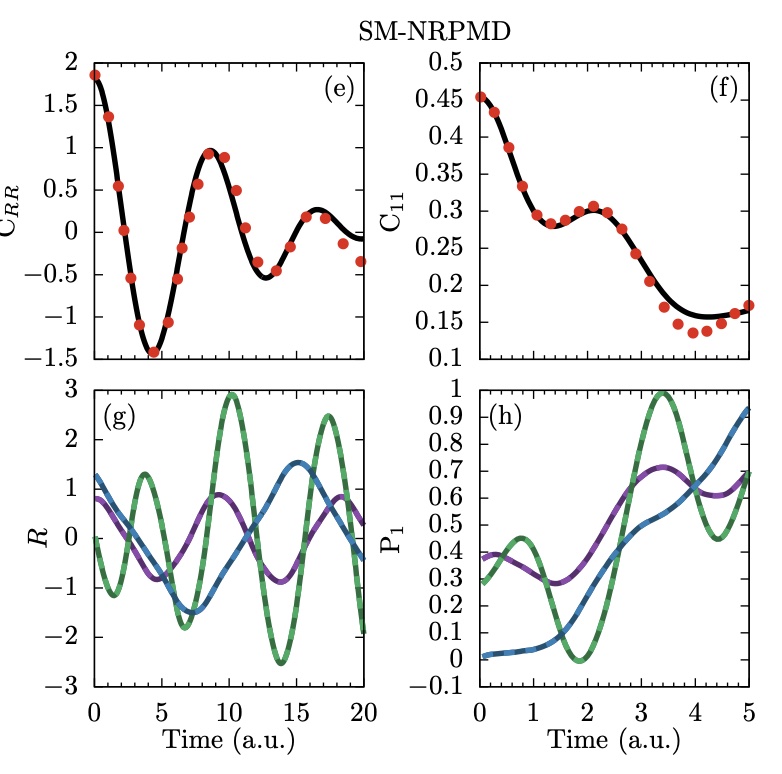 SM-NRPMD
(e)
C_RR
2
1.5
1
0.5
0
−0.5
−1
−1.5
(f)
C_11
0.5
0.45
0.4
0.35
0.3
0.25
0.2
0.15
0.1
(g)
R
3
2
1
0
−1
−2
−3
0 5 10 15 20
Time (a.u.)
(h)
P_1
1
0.9
0.8
0.7
0.6
0.5
0.4
0.3
0.2
0.1
0
−0.1
0 1 2 3 4 5
Time (a.u.)